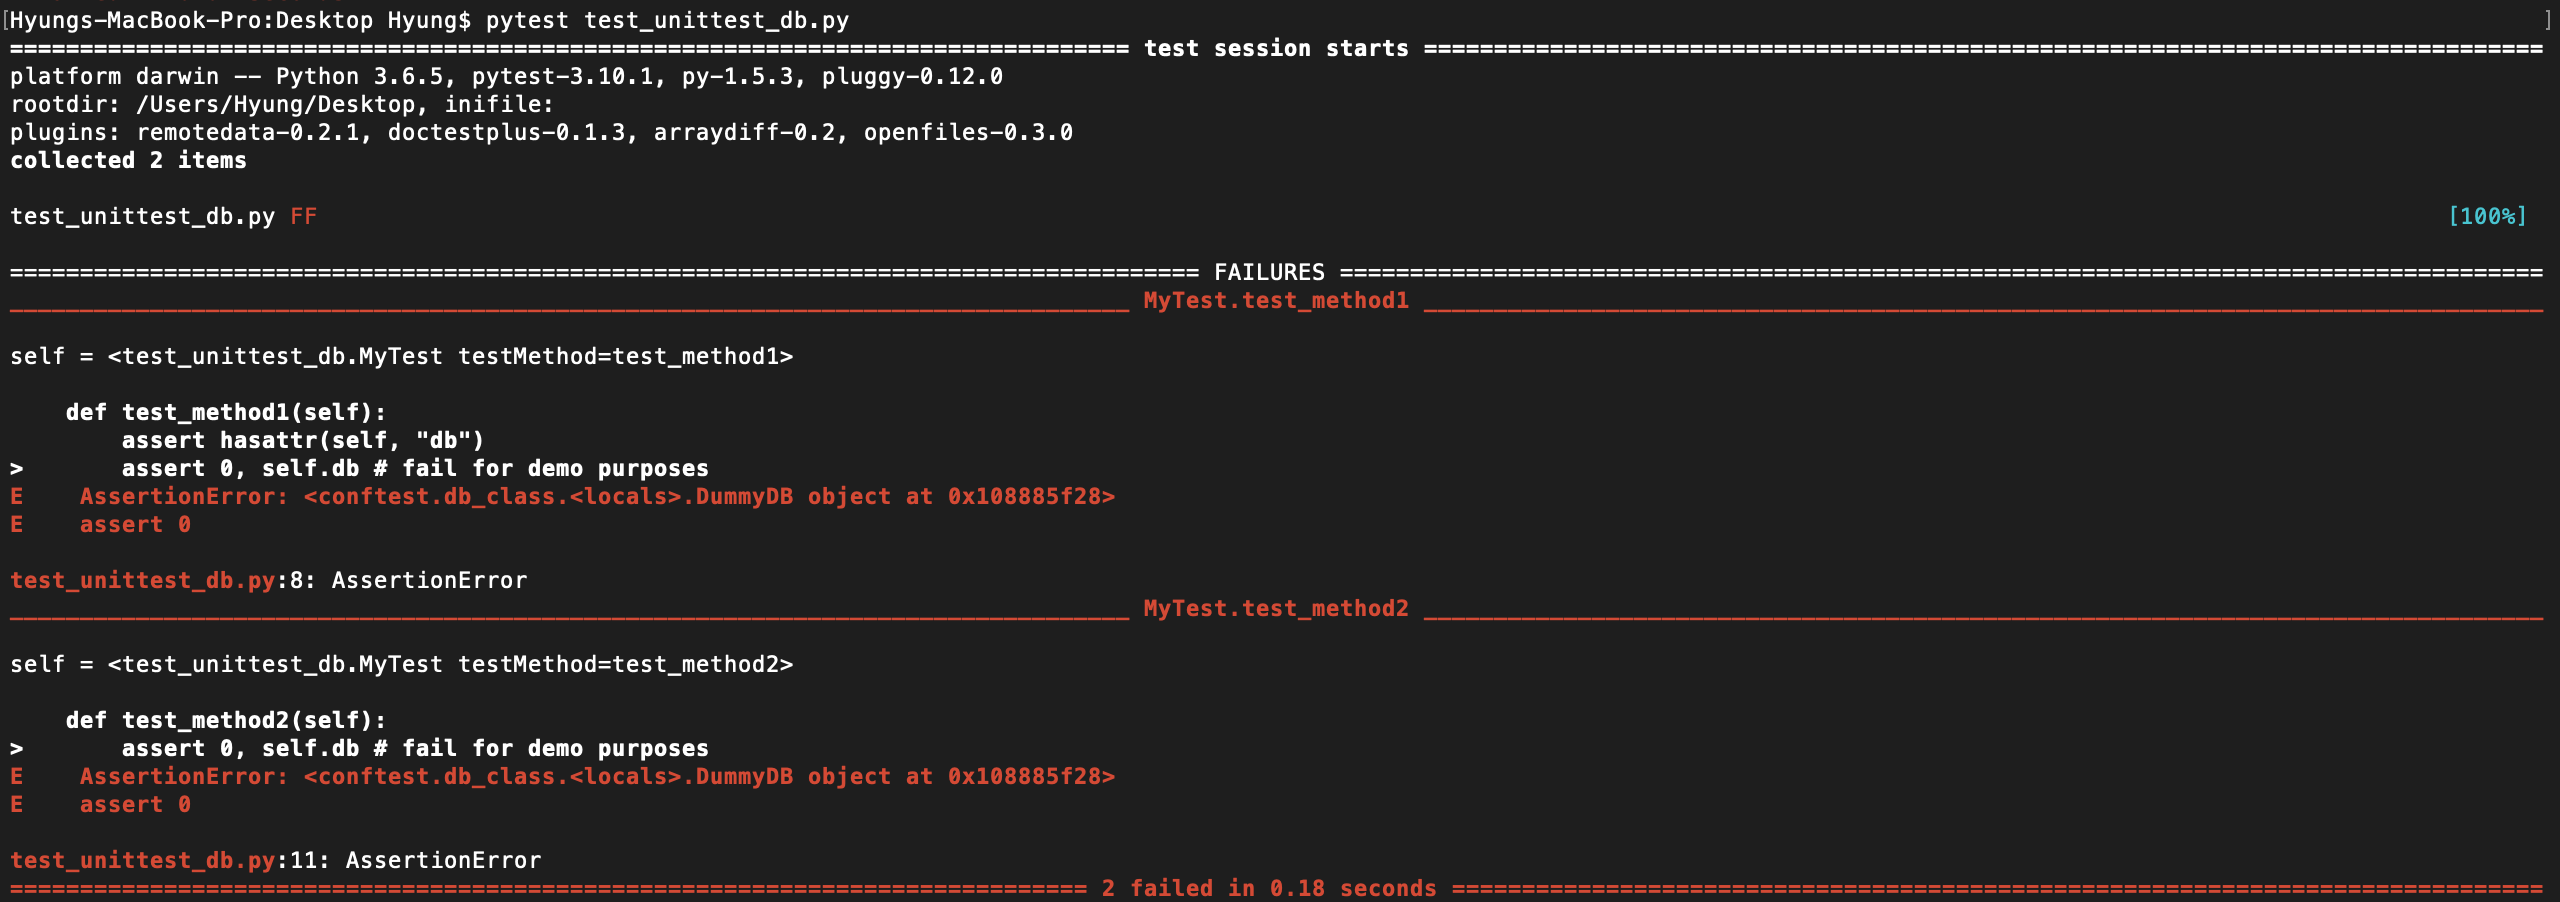 [Hyungs-MacBook-Pro:Desktop Hyung$ pytest test_unittest_db.py ]
================================================================================ test session starts ================================================================================
platform darwin -- Python 3.6.5, pytest-3.10.1, py-1.5.3, pluggy-0.12.0
rootdir: /Users/Hyung/Desktop, inifile:
plugins: remotedata-0.2.1, doctestplus-0.1.3, arraydiff-0.2, openfiles-0.3.0
collected 2 items
test_unittest_db.py FF [100%]
===================================================================================== FAILURES ======================================================================================
________________________________________________________________________________ MyTest.test_method1 ________________________________________________________________________________
self = <test_unittest_db.MyTest testMethod=test_method1>
    def test_method1(self):
        assert hasattr(self, "db")
>       assert 0, self.db # fail for demo purposes
E    AssertionError: <conftest.db_class.<locals>.DummyDB object at 0x108885f28>
E    assert 0
test_unittest_db.py:8: AssertionError
________________________________________________________________________________ MyTest.test_method2 ________________________________________________________________________________
self = <test_unittest_db.MyTest testMethod=test_method2>
    def test_method2(self):
>       assert 0, self.db # fail for demo purposes
E    AssertionError: <conftest.db_class.<locals>.DummyDB object at 0x108885f28>
E    assert 0
test_unittest_db.py:11: AssertionError
============================================================================= 2 failed in 0.18 seconds ==============================================================================